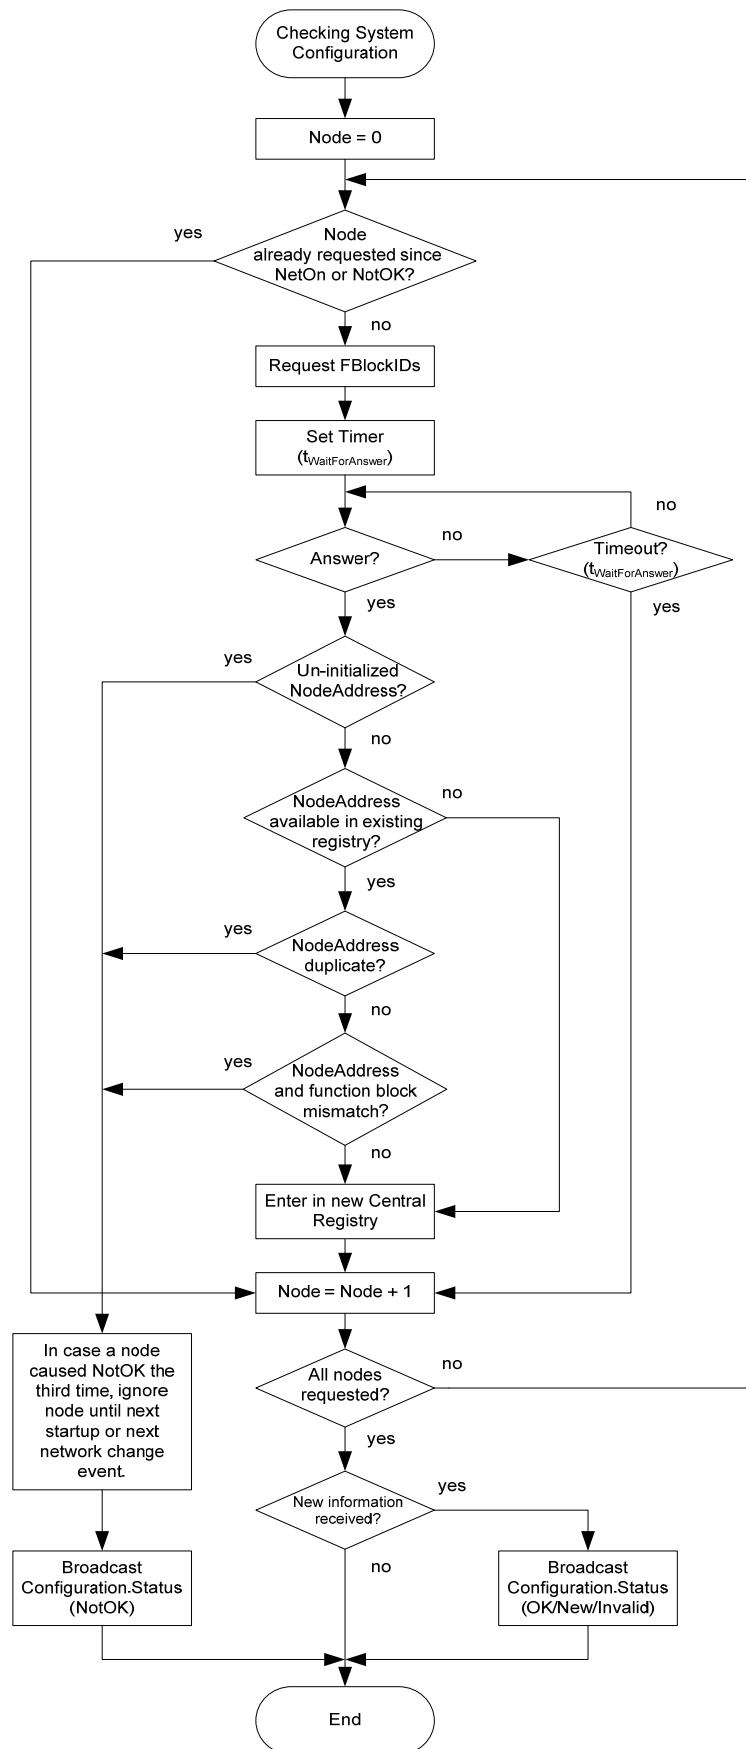 Checking System
Configuration
Node = 0
yes
Node
already requested since
NetOn or NotOK?
no
Request FBlockIDs
Set Timer
(tWaitForAnswer)
no
Answer?
no
Timeout?
(tWaitForAnswer)
yes
yes
yes
Un-initialized
NodeAddress?
no
NodeAddress
available in existing
registry?
no
yes
yes
NodeAddress
duplicate?
no
yes
NodeAddress
and function block
mismatch?
no
Enter in new Central
Registry
Node = Node + 1
In case a node
caused NotOK the
third time, ignore
node until next
startup or next
network change
event.
All nodes
requested?
no
yes
New information
received?
yes
no
Broadcast
Configuration.Status
(NotOK)
Broadcast
Configuration.Status
(OK/New/Invalid)
End